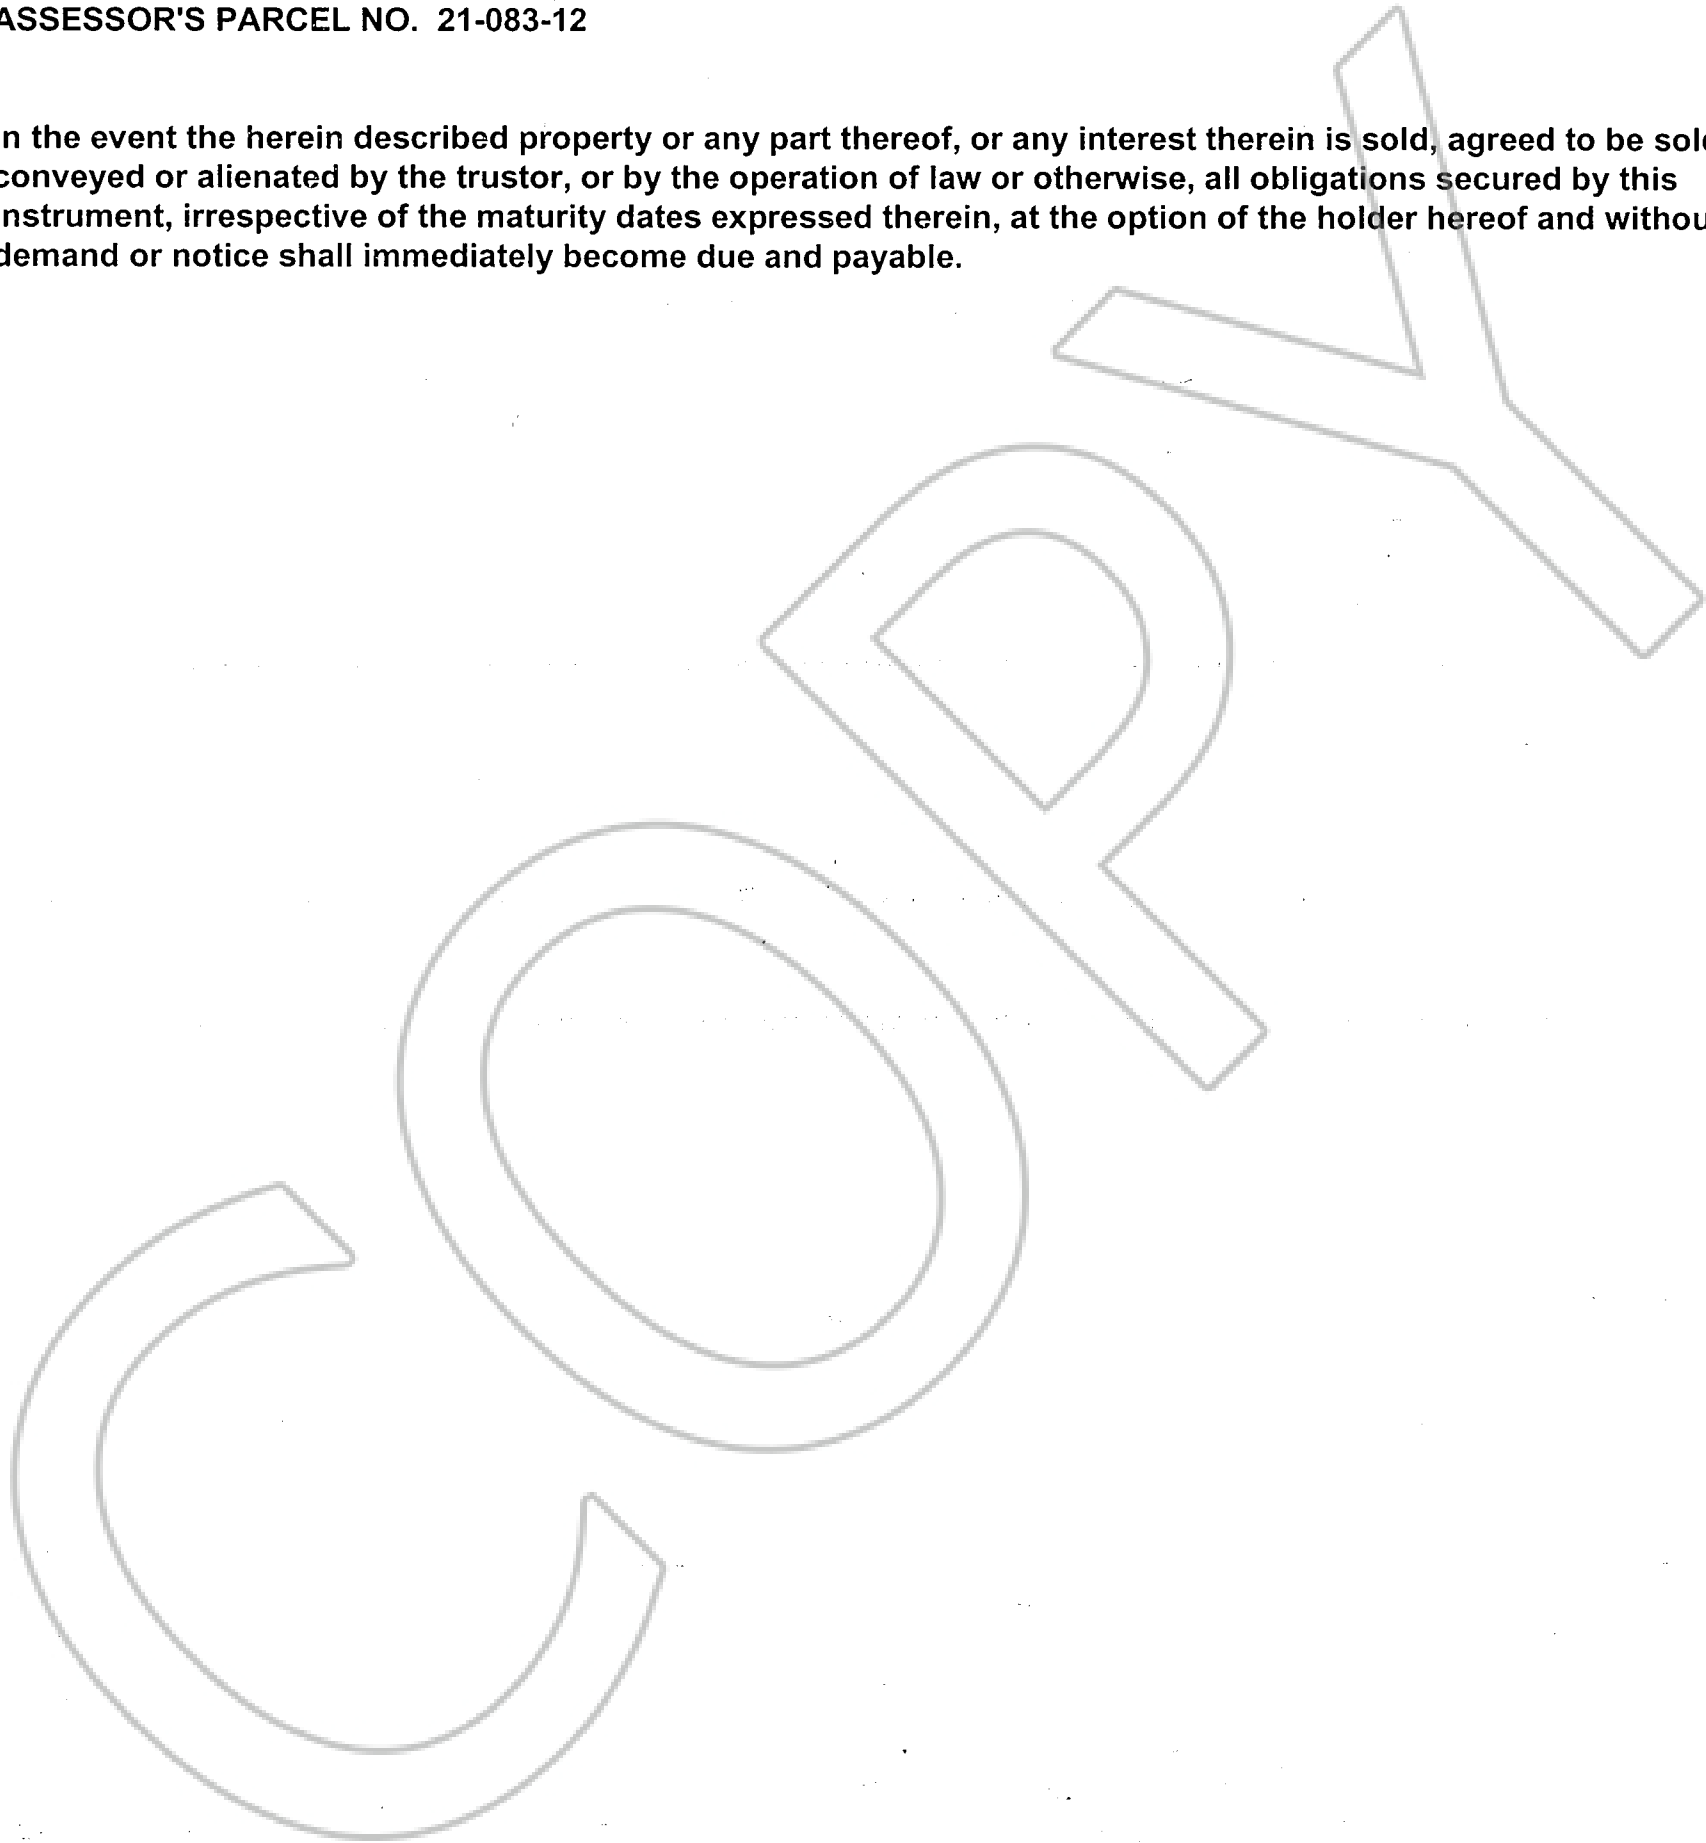 ASSESSOR'S PARCEL NO. 21-083-12
n the event the herein described property or any part thereof, or any interest therein is sold, agreed to be sol
conveyed or alienated by the trustor, or by the operation of law or otherwise, all obligations secured by this
nstrument, irrespective of the maturity dates expressed therein, at the option of the holder hereof and withou
demand or notice shall immediately become due and payable.
COPY